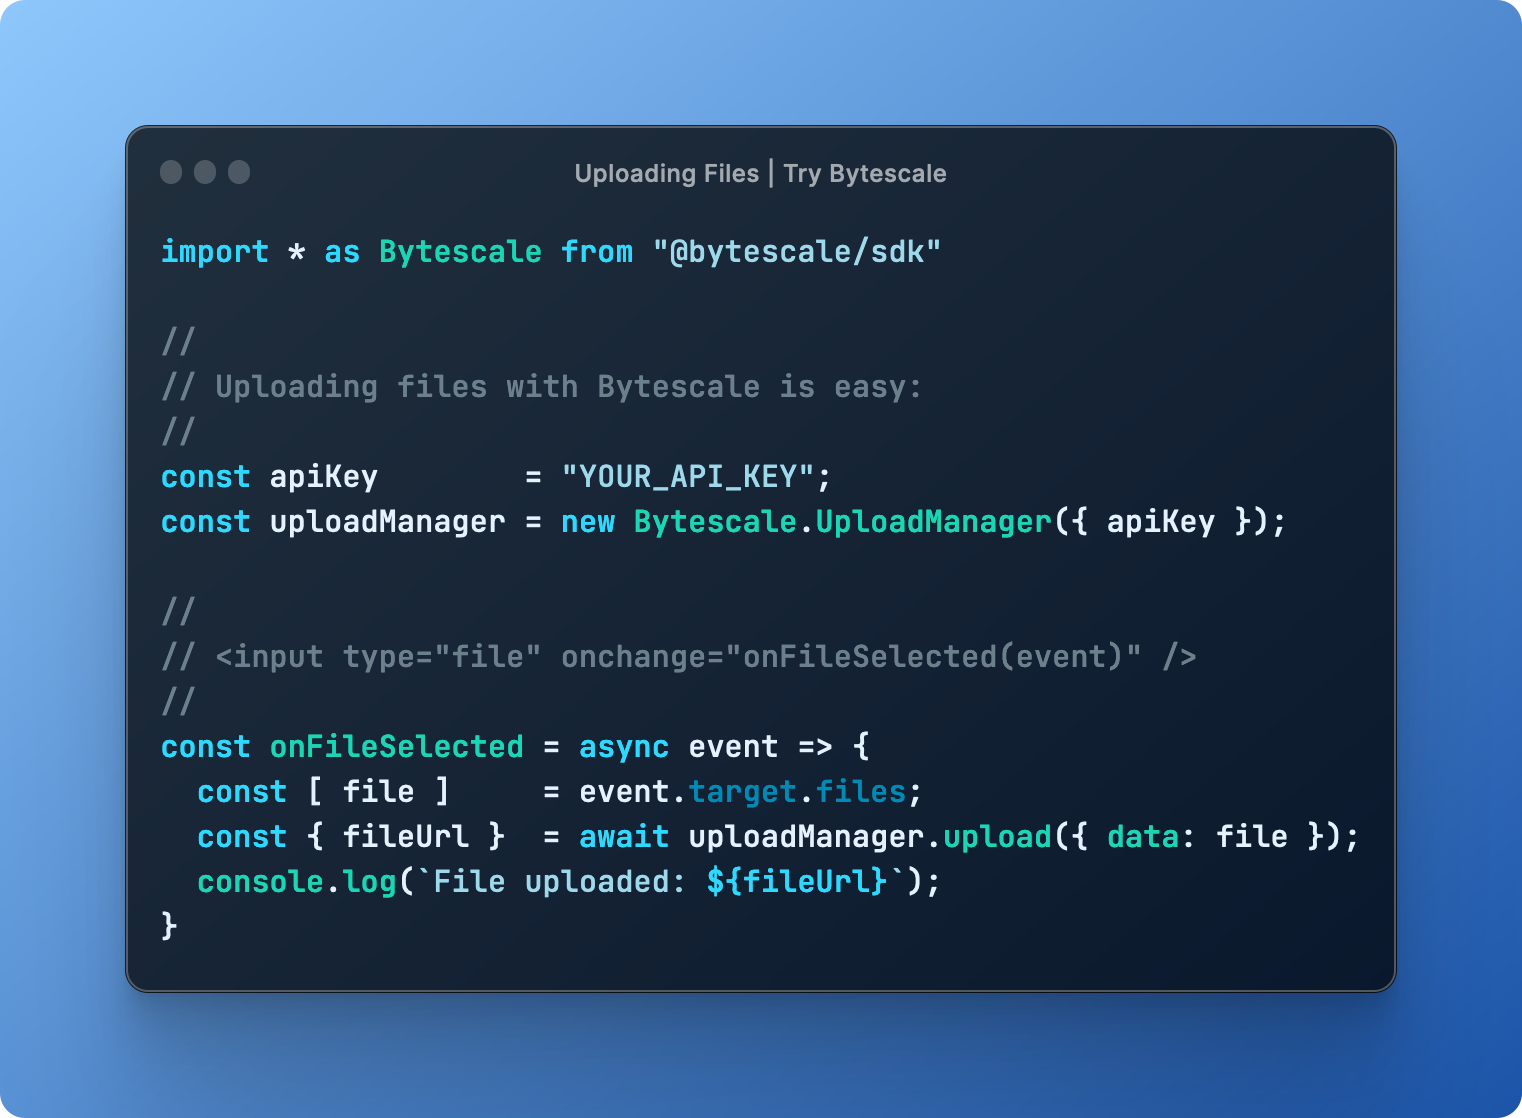 Uploading Files | Try Bytescale
import * as Bytescale from "@bytescale/sdk"
//
// Uploading files with Bytescale is easy:
//
const apiKey        = "YOUR_API_KEY";
const uploadManager = new Bytescale.UploadManager({ apiKey });
//
// <input type="file" onchange="onFileSelected(event)" />
//
const onFileSelected = async event => {
  const [ file ]     = event.target.files;
  const { fileUrl }  = await uploadManager.upload({ data: file });
  console.log(`File uploaded: ${fileUrl}`);
}